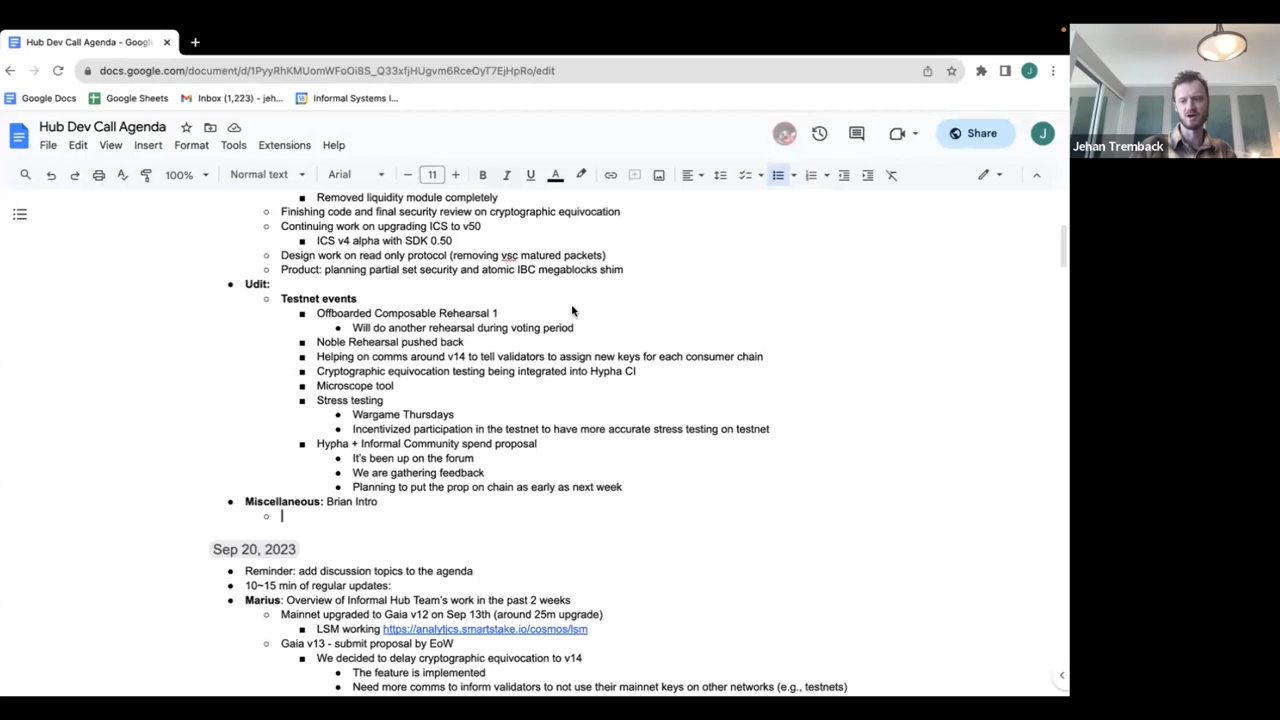 Hub Dev Call Agenda - Googl
docs.google.com/document/d/1PyyRhKMUomWFoOi8S_Q33xfjHUgvm6RceOyT7EjHpRo/edit
Google Docs
Google Sheets
Inbox (1,223) - jeh...
Informal Systems I...
Hub Dev Call Agenda
File Edit View Insert Format Tools Extensions Help
Share
J
100%
Normal text
Arial
11
Removed liquidity module completely
Finishing code and final security review on cryptographic equivocation
Continuing work on upgrading ICS to v50
ICS v4 alpha with SDK 0.50
Design work on read only protocol (removing vsc matured packets)
Product: planning partial set security and atomic IBC megablocks shim
Udit:
Testnet events
Offboarded Composable Rehearsal 1
Will do another rehearsal during voting period
Noble Rehearsal pushed back
Helping on comms around v14 to tell validators to assign new keys for each consumer chain
Cryptographic equivocation testing being integrated into Hypha CI
Microscope tool
Stress testing
Wargame Thursdays
Incentivized participation in the testnet to have more accurate stress testing on testnet
Hypha + Informal Community spend proposal
It's been up on the forum
We are gathering feedback
Planning to put the prop on chain as early as next week
Miscellaneous: Brian Intro
Sep 20, 2023
Reminder: add discussion topics to the agenda
10~15 min of regular updates:
Marius: Overview of Informal Hub Team's work in the past 2 weeks
Mainnet upgraded to Gaia v12 on Sep 13th (around 25m upgrade)
LSM working https://analytics.smartstake.io/cosmos/lsm
Gaia v13 - submit proposal by EoW
We decided to delay cryptographic equivocation to v14
The feature is implemented
Need more comms to inform validators to not use their mainnet keys on other networks (e.g., testnets)
Jehan Tremback